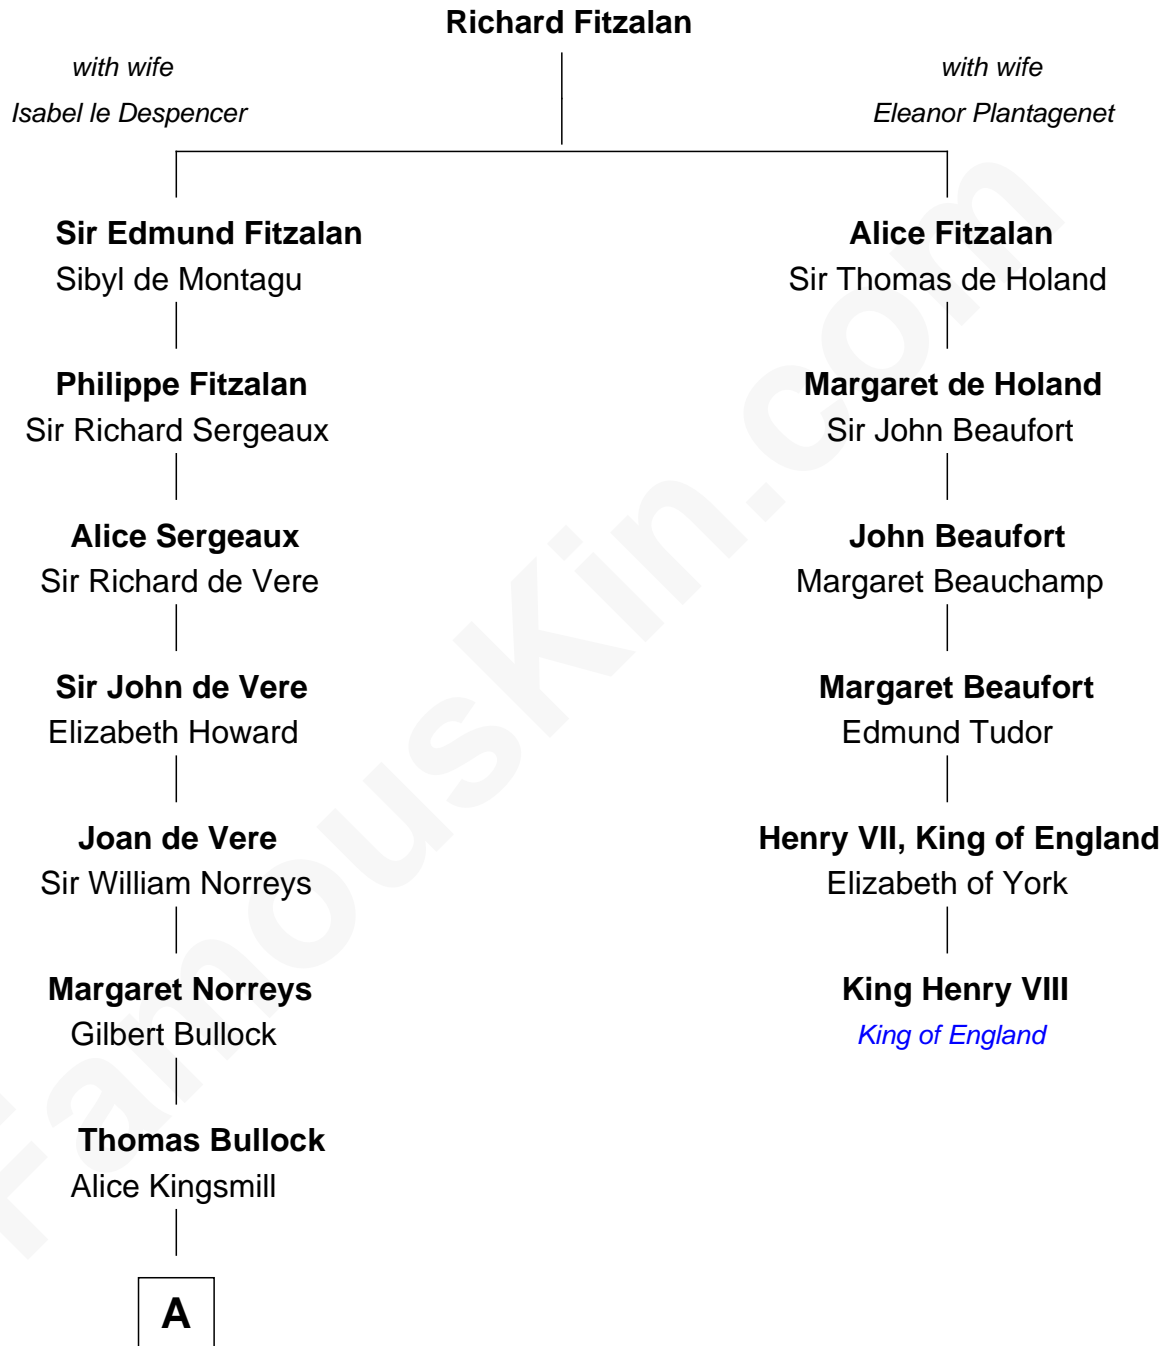 Richard Fitzalan
with wife
Isabel le Despencer
with wife
Eleanor Plantagenet
Sir Edmund Fitzalan
Sibyl de Montagu
Alice Fitzalan
Sir Thomas de Holand
Philippe Fitzalan
Sir Richard Sergeaux
Margaret de Holand
Sir John Beaufort
Alice Sergeaux
Sir Richard de Vere
John Beaufort
Margaret Beauchamp
Sir John de Vere
Elizabeth Howard
Margaret Beaufort
Edmund Tudor
Joan de Vere
Sir William Norreys
Henry VII, King of England
Elizabeth of York
Margaret Norreys
Gilbert Bullock
King Henry VIII
King of England
Thomas Bullock
Alice Kingsmill
A
FamousKin.com